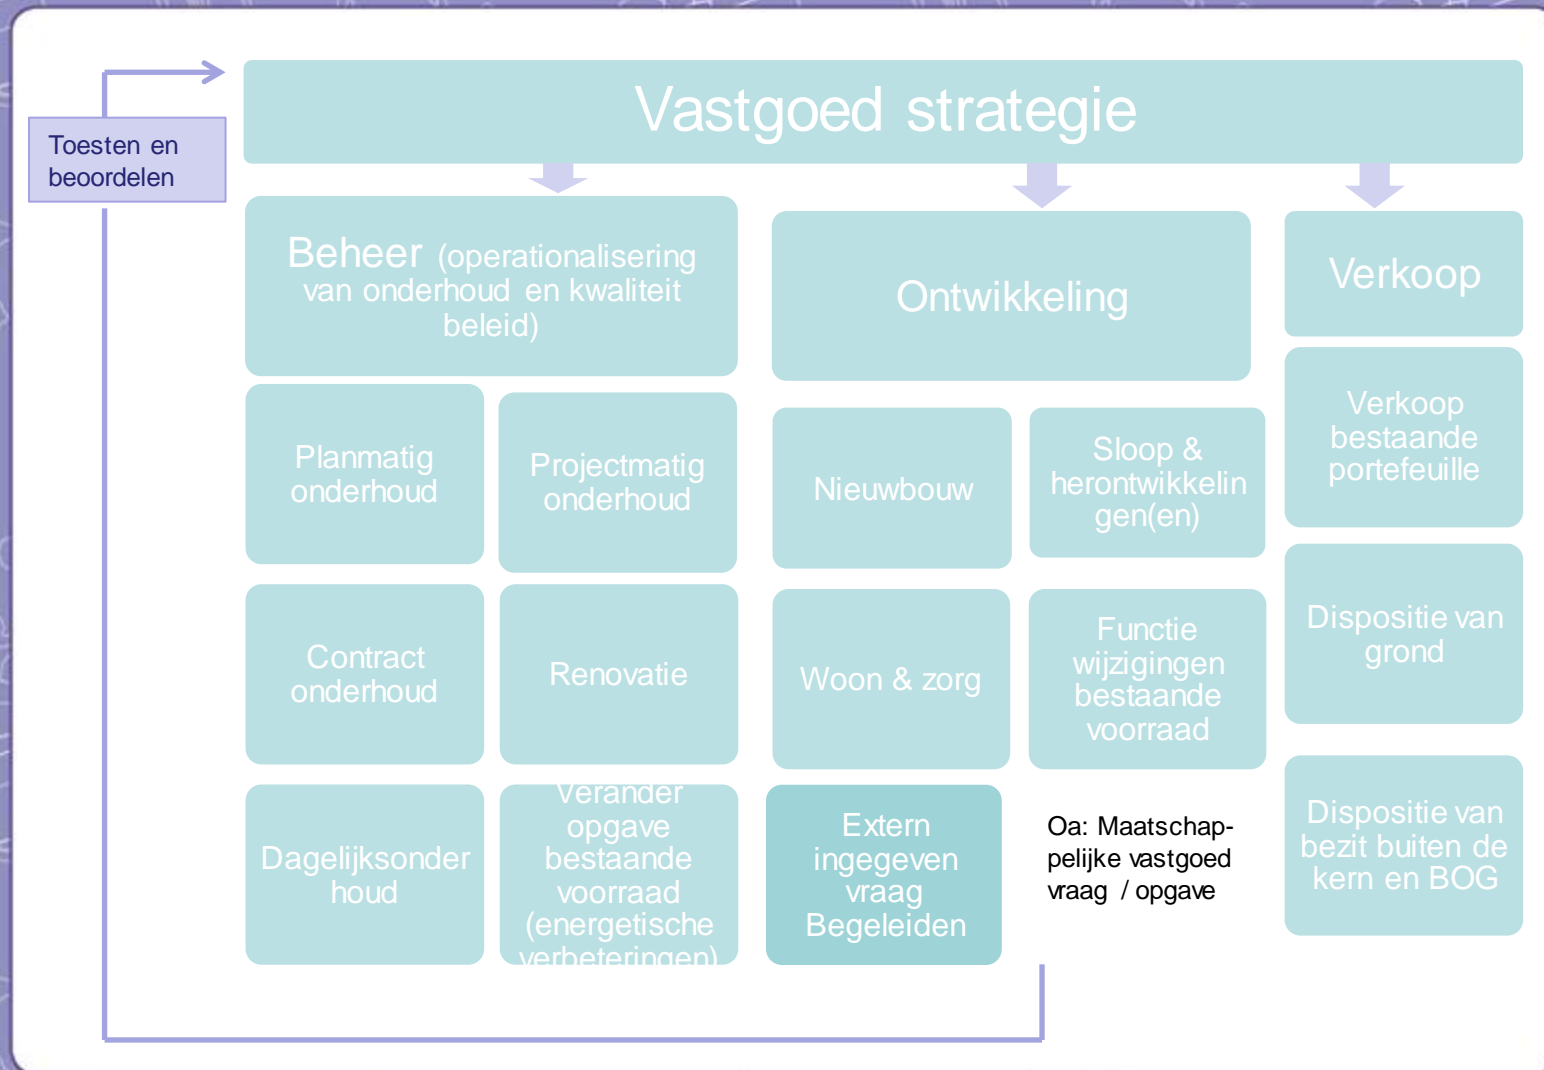 Vastgoed strategie
Toesten en
beoordelen
Beheer (operationalisering
van onderhoud en kwaliteit
beleid)
Ontwikkeling
Verkoop
Planmatig
onderhoud
Projectmatig
onderhoud
Nieuwbouw
Sloop &
herontwikkelin
gen(en)
Verkoop
bestaande
portefeuille
Contract
onderhoud
Renovatie
Woon & zorg
Functie
wijzigingen
bestaande
voorraad
Dispositie van
grond
Dagelijksonder
houd
Verander
opgave
bestaande
voorraad
(energetische
verbeteringen)
Extern
ingegeven
vraag
Begeleiden
Oa: Maatschap-
pelijke vastgoed
vraag / opgave
Dispositie van
bezit buiten de
kern en BOG